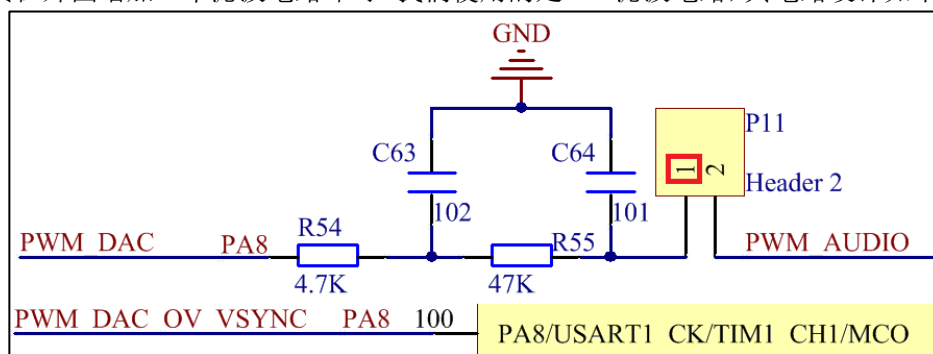 GND
P11
C63
C64
1
2
Header 2
102
101
PWM_DAC
PA8
R54
R55
PWM_AUDIO
4.7K
47K
PWM_DAC_OV_VSYNC
PA8
100
PA8/USART1_CK/TIM1_CH1/MCO